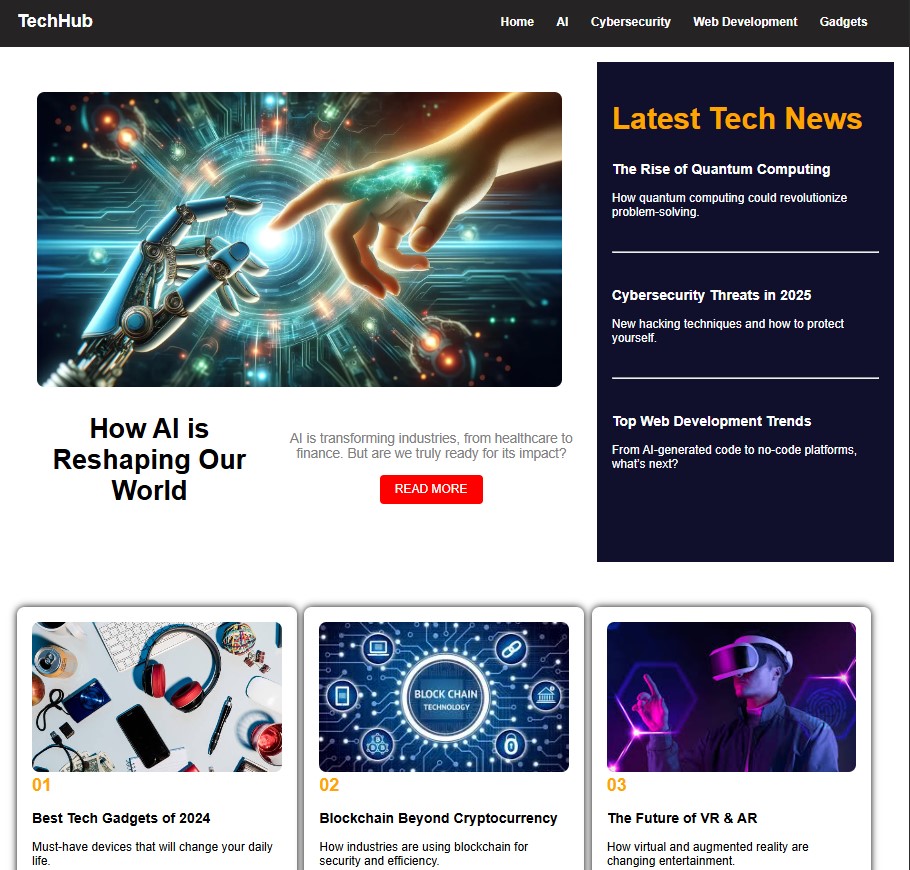 TechHub
Home AI Cybersecurity Web Development Gadgets
How AI is
Reshaping Our
World
AI is transforming industries, from healthcare to
finance. But are we truly ready for its impact?
READ MORE
Latest Tech News
The Rise of Quantum Computing
How quantum computing could revolutionize
problem-solving.
Cybersecurity Threats in 2025
New hacking techniques and how to protect
yourself.
Top Web Development Trends
From AI-generated code to no-code platforms,
what's next?
01
Best Tech Gadgets of 2024
Must-have devices that will change your daily
life.
BLOCK CHAIN
TECHNOLOGY
02
Blockchain Beyond Cryptocurrency
How industries are using blockchain for
security and efficiency.
03
The Future of VR & AR
How virtual and augmented reality are
changing entertainment.